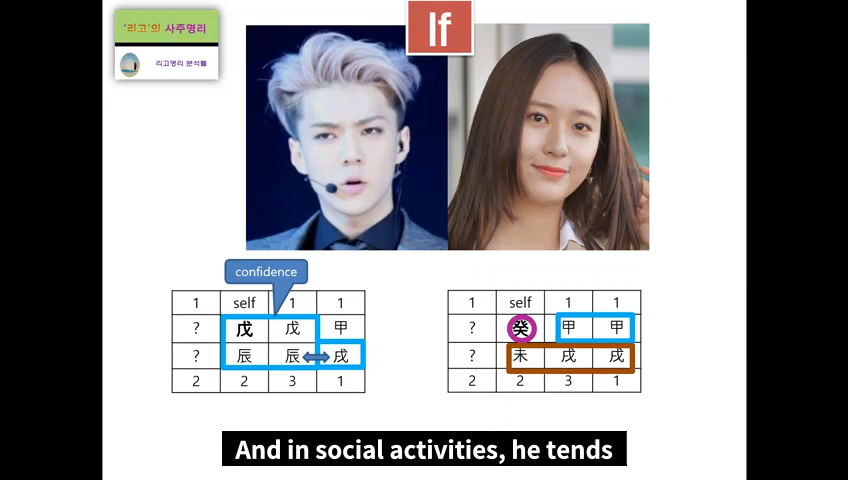 '리고'의 사주명리
리고명리 분석툴
If
confidence
1 self 1 1
? 戊 戊 甲
? 辰 辰 戌
2 2 3 1
1 self 1 1
? 癸 甲 甲
? 未 戌 戌
2 2 3 1
And in social activities, he tends